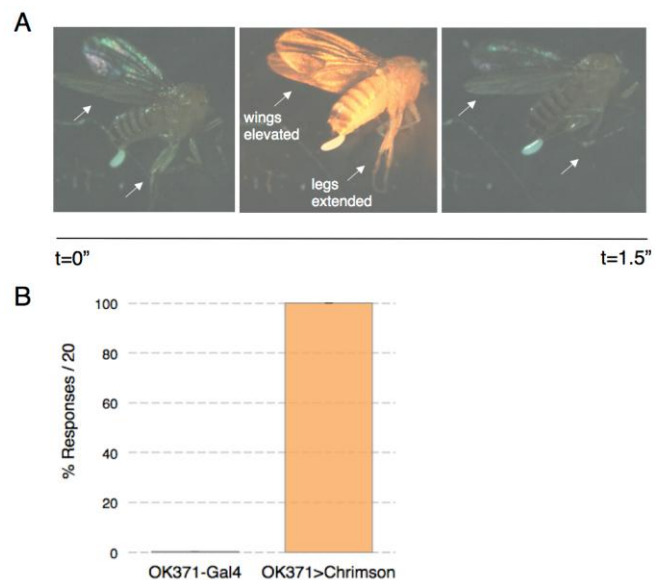 A
wings
elevated
legs
extended
t=0"
t=1.5"
B
% Responses / 20
100
80
60
40
20
0
OK371-Gal4
OK371>Chrimson